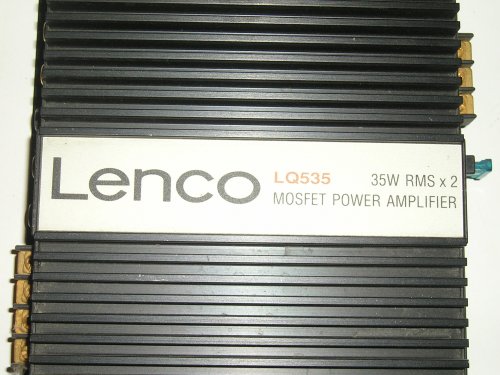 Lenco LQ535 35W RMS x 2
MOSFET POWER AMPLIFIER